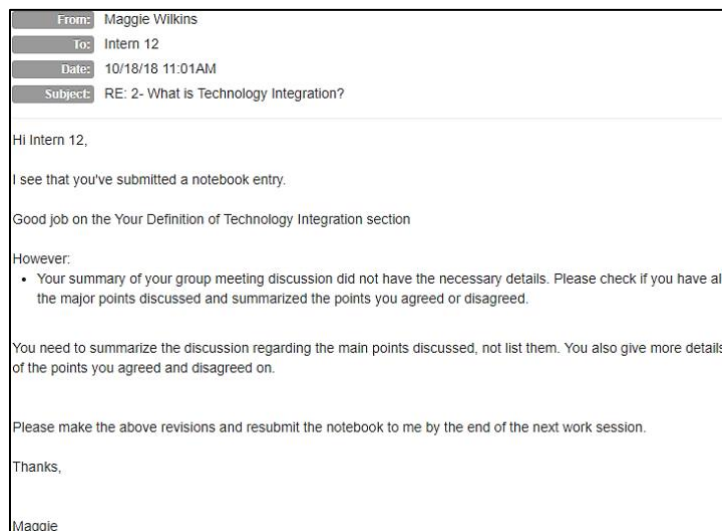 From: Maggie Wilkins
To: Intern 12
Date: 10/18/18 11:01AM
Subject: RE: 2- What is Technology Integration?
Hi Intern 12,
I see that you've submitted a notebook entry.
Good job on the Your Definition of Technology Integration section
However:
• Your summary of your group meeting discussion did not have the necessary details. Please check if you have al
the major points discussed and summarized the points you agreed or disagreed.
You need to summarize the discussion regarding the main points discussed, not list them. You also give more details
of the points you agreed and disagreed on.
Please make the above revisions and resubmit the notebook to me by the end of the next work session.
Thanks,
Maggie